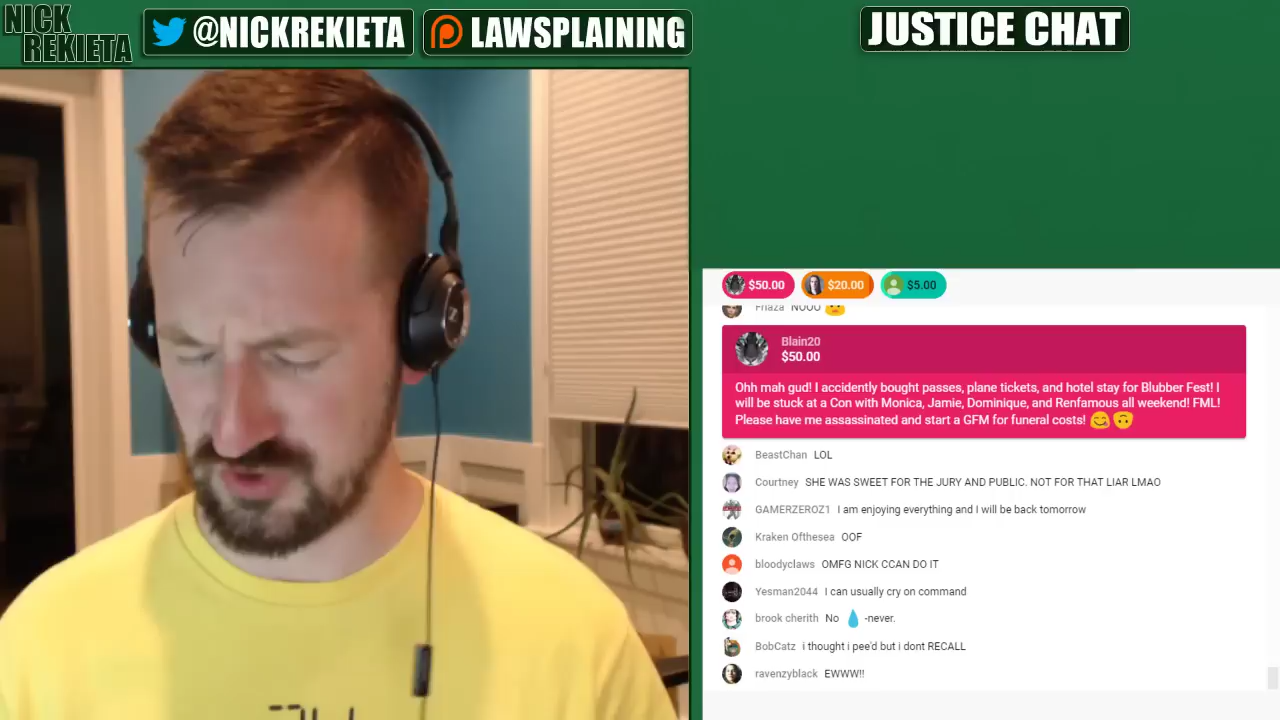 NICK
REKIETA
@NICKREKIETA
LAWSPLAINING
JUSTICE CHAT
$50.00
$20.00
$5.00
Fhaza NOOO
Blain20
$50.00
Ohh mah gud! I accidently bought passes, plane tickets, and hotel stay for Blubber Fest! I
will be stuck at a Con with Monica, Jamie, Dominique, and Renfamous all weekend! FML!
Please have me assassinated and start a GFM for funeral costs! 😊 🙃
BeastChan LOL
Courtney SHE WAS SWEET FOR THE JURY AND PUBLIC. NOT FOR THAT LIAR LMAO
GAMERZEROZ1 I am enjoying everything and I will be back tomorrow
Kraken Ofthesea OOF
bloodyclaws OMFG NICK CCAN DO IT
Yesman2044 I can usually cry on command
brook cherith No 💧 -never.
BobCatz i thought i pee'd but i dont RECALL
ravenzyblack EWWW!!